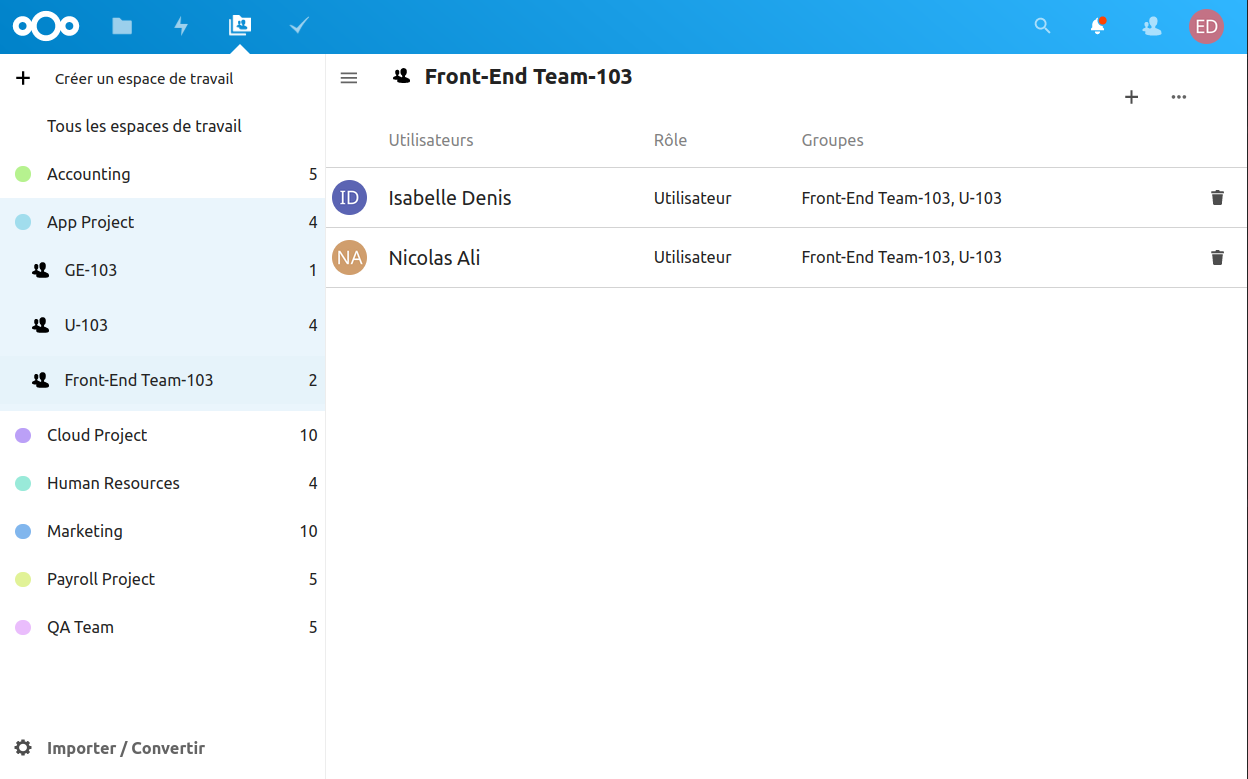 ED
Créer un espace de travail
Tous les espaces de travail
Accounting 5
App Project 4
GE-103 1
U-103 4
Front-End Team-103 2
Cloud Project 10
Human Resources 4
Marketing 10
Payroll Project 5
QA Team 5
Importer / Convertir
Front-End Team-103
Utilisateurs Rôle Groupes
ID Isabelle Denis Utilisateur Front-End Team-103, U-103
NA Nicolas Ali Utilisateur Front-End Team-103, U-103